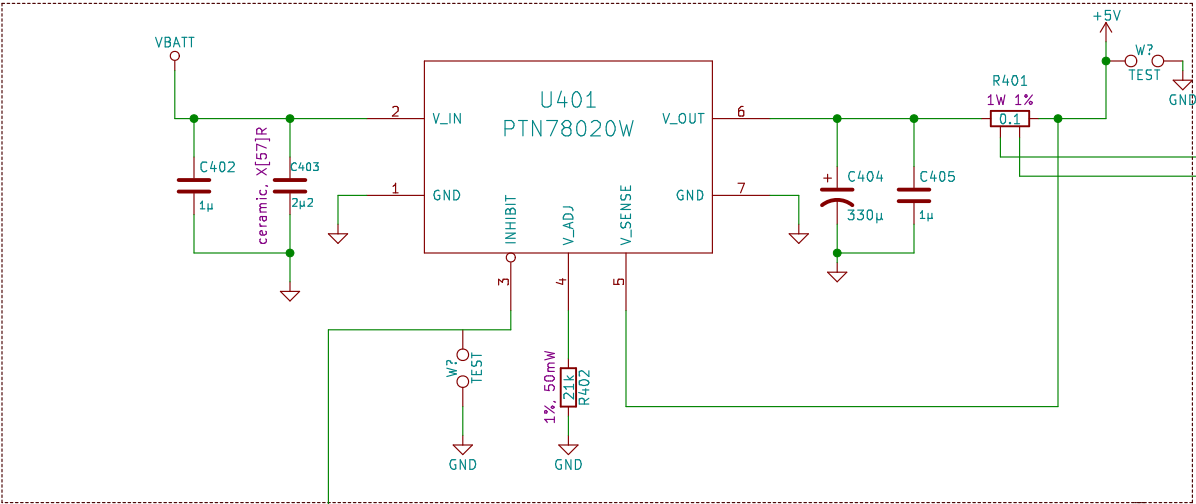 +5V
VBATT
W?
TEST
GND
R401
1W 1%
0.1
U401
PTN78020W
2
V_IN
V_OUT
6
C402
1µ
ceramic, X[57]R
C403
2µ2
1
GND
GND
7
INHIBIT
V_ADJ
V_SENSE
3
4
5
+
C404
330µ
C405
1µ
W?
TEST
GND
1%, 50mW
21k
R402
GND